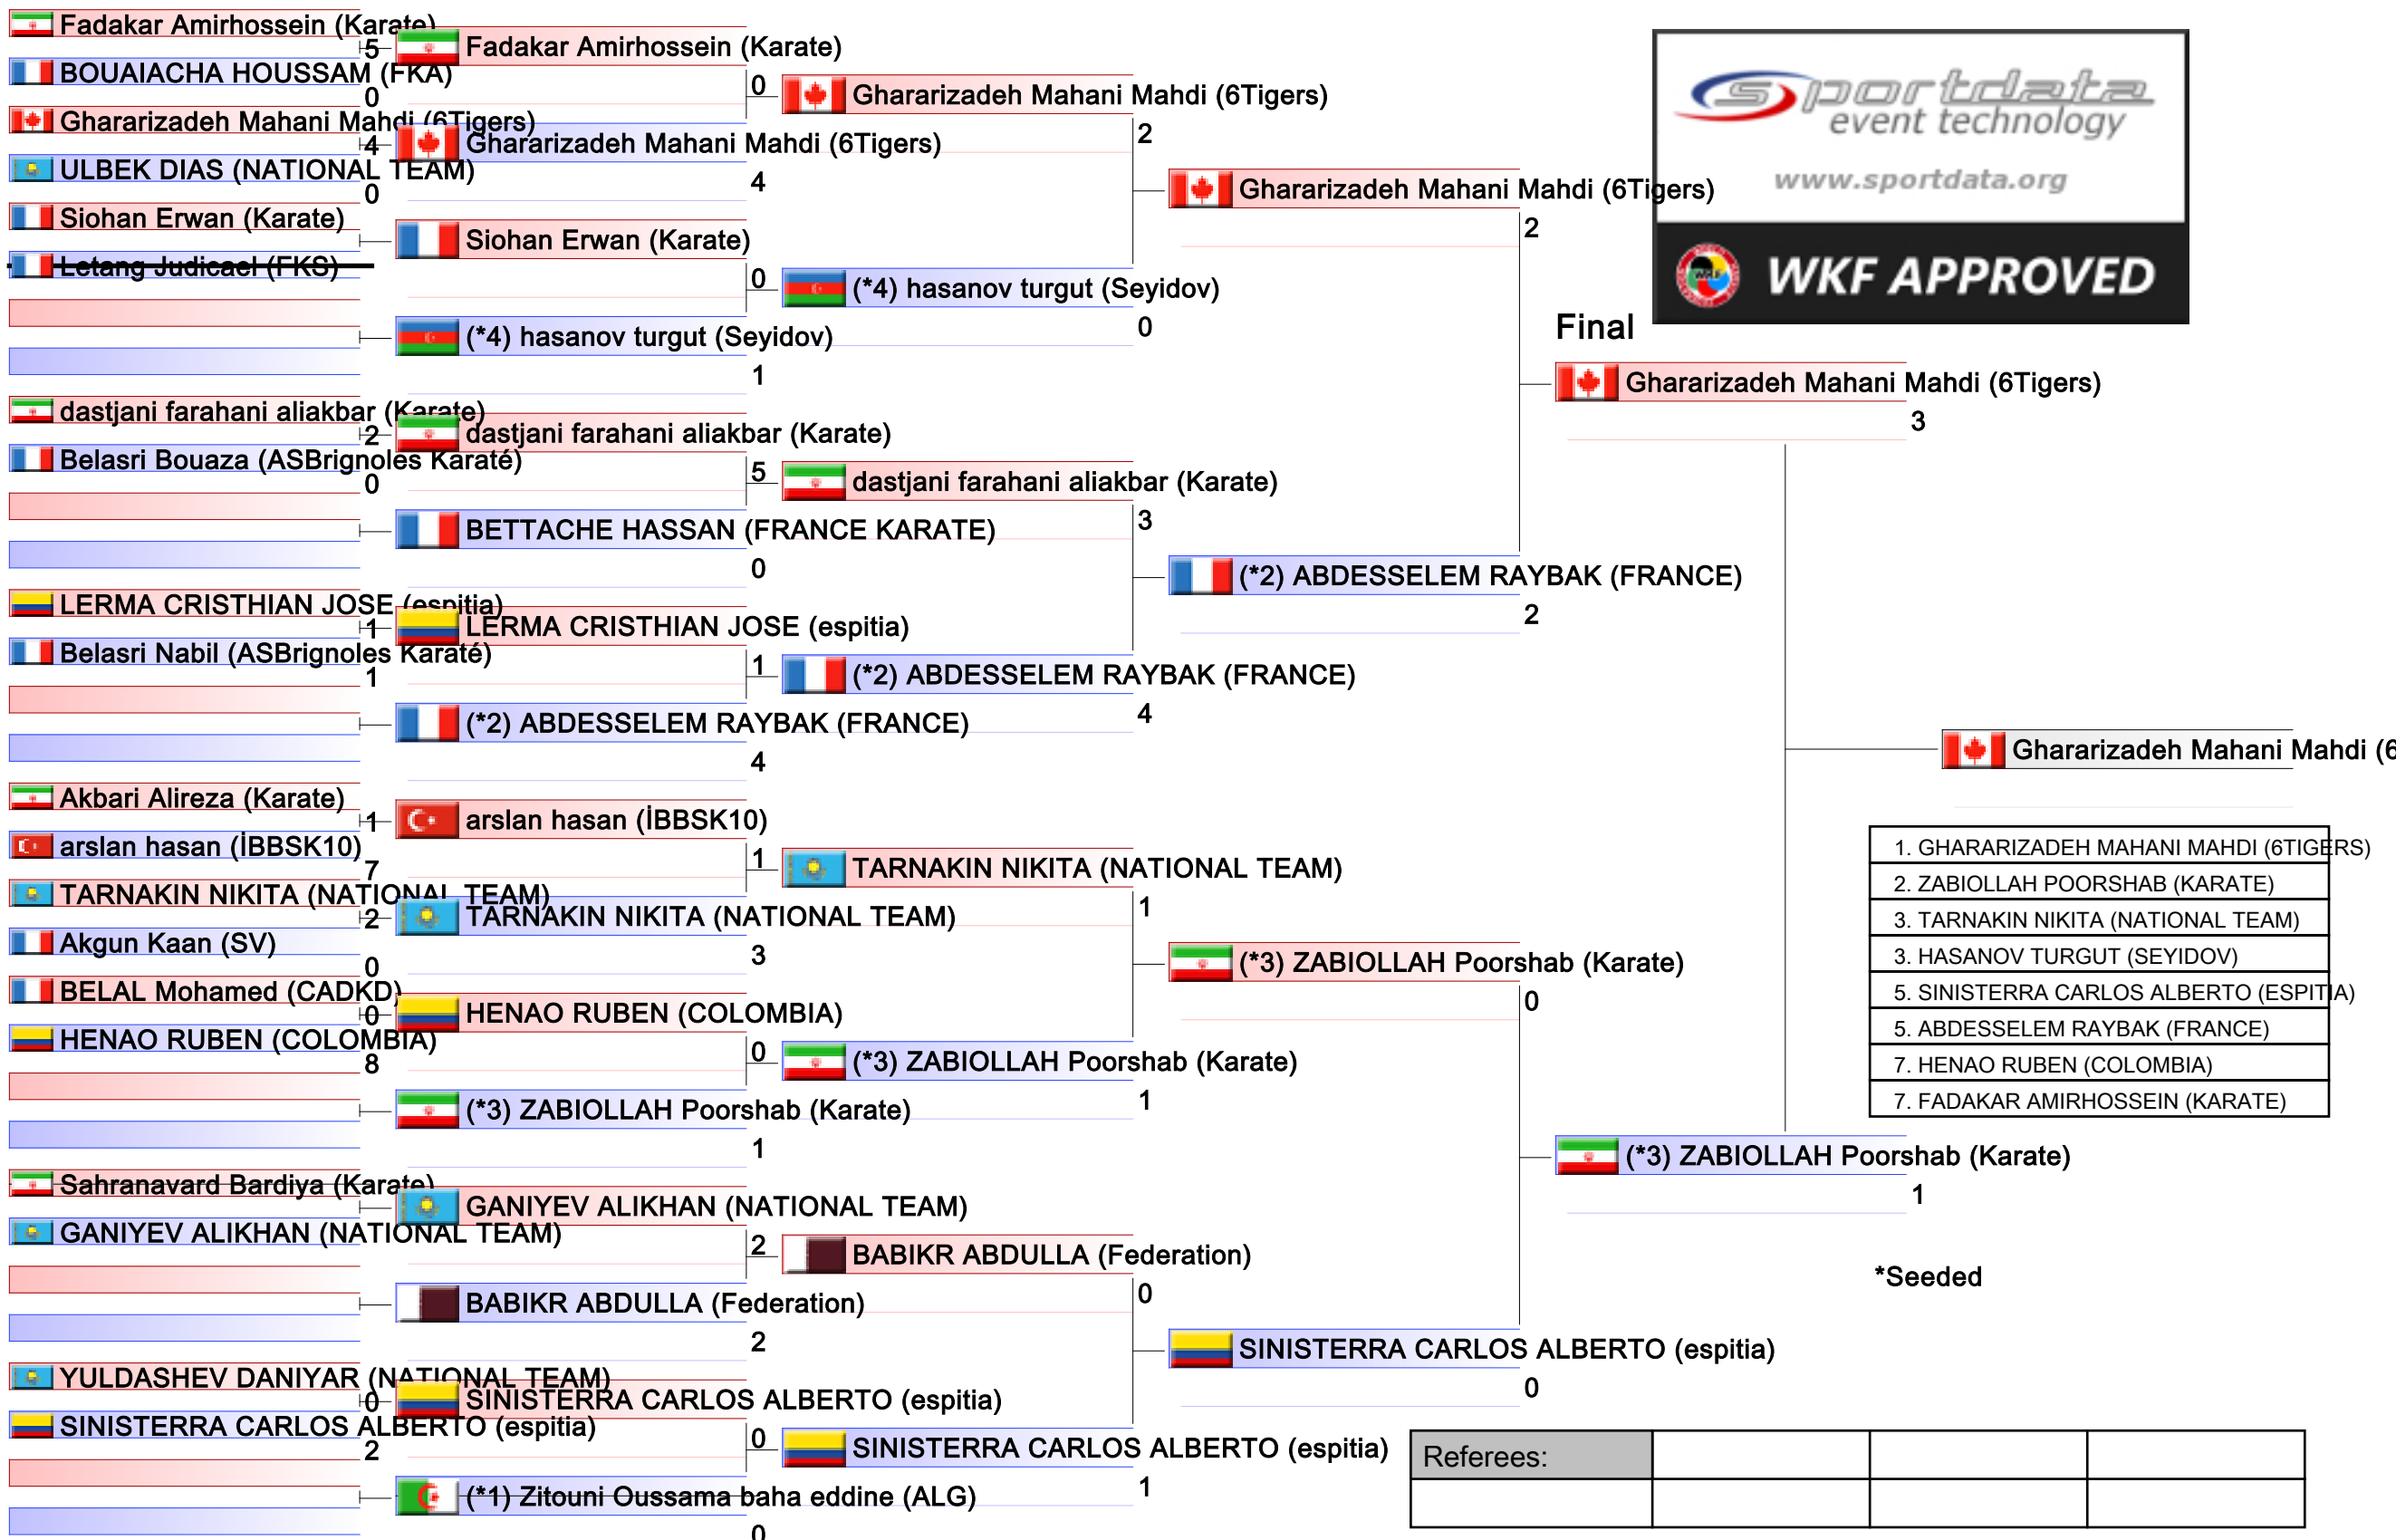 Fadakar Amirhossein (Karate)
5
BOUAIACHA HOUSSAM (FKA)
0
Ghararizadeh Mahani Mahdi (6Tigers)
4
ULBEK DIAS (NATIONAL TEAM)
0
Siohan Erwan (Karate)
Letang Judicael (FKS)
dastjani farahani aliakbar (Karate)
2
Belasri Bouaza (ASBrignoles Karaté)
0
LERMA CRISTHIAN JOSE (espitia)
1
Belasri Nabil (ASBrignoles Karaté)
1
Akbari Alireza (Karate)
1
arslan hasan (İBBSK10)
7
TARNAKIN NIKITA (NATIONAL TEAM)
2
Akgun Kaan (SV)
0
BELAL Mohamed (CADKD)
0
HENAO RUBEN (COLOMBIA)
8
Sahranavard Bardiya (Karate)
GANIYEV ALIKHAN (NATIONAL TEAM)
YULDASHEV DANIYAR (NATIONAL TEAM)
0
SINISTERRA CARLOS ALBERTO (espitia)
2
Fadakar Amirhossein (Karate)
0
Ghararizadeh Mahani Mahdi (6Tigers)
4
Siohan Erwan (Karate)
0
(*4) hasanov turgut (Seyidov)
1
dastjani farahani aliakbar (Karate)
5
BETTACHE HASSAN (FRANCE KARATE)
0
LERMA CRISTHIAN JOSE (espitia)
1
(*2) ABDESSELEM RAYBAK (FRANCE)
4
arslan hasan (İBBSK10)
1
TARNAKIN NIKITA (NATIONAL TEAM)
3
HENAO RUBEN (COLOMBIA)
0
(*3) ZABIOLLAH Poorshab (Karate)
1
GANIYEV ALIKHAN (NATIONAL TEAM)
2
BABIKR ABDULLA (Federation)
2
SINISTERRA CARLOS ALBERTO (espitia)
0
(*1) Zitouni Oussama baha eddine (ALG)
0
Ghararizadeh Mahani Mahdi (6Tigers)
2
(*4) hasanov turgut (Seyidov)
0
dastjani farahani aliakbar (Karate)
3
(*2) ABDESSELEM RAYBAK (FRANCE)
4
TARNAKIN NIKITA (NATIONAL TEAM)
1
(*3) ZABIOLLAH Poorshab (Karate)
1
BABIKR ABDULLA (Federation)
0
SINISTERRA CARLOS ALBERTO (espitia)
1
Ghararizadeh Mahani Mahdi (6Tigers)
2
(*2) ABDESSELEM RAYBAK (FRANCE)
2
(*3) ZABIOLLAH Poorshab (Karate)
0
SINISTERRA CARLOS ALBERTO (espitia)
0
sportdata
event technology
www.sportdata.org
WKF
WKF APPROVED
Final
Ghararizadeh Mahani Mahdi (6Tigers)
3
(*3) ZABIOLLAH Poorshab (Karate)
1
Ghararizadeh Mahani Mahdi (6
1. GHARARIZADEH MAHANI MAHDI (6TIGERS)
2. ZABIOLLAH POORSHAB (KARATE)
3. TARNAKIN NIKITA (NATIONAL TEAM)
3. HASANOV TURGUT (SEYIDOV)
5. SINISTERRA CARLOS ALBERTO (ESPITIA)
5. ABDESSELEM RAYBAK (FRANCE)
7. HENAO RUBEN (COLOMBIA)
7. FADAKAR AMIRHOSSEIN (KARATE)
*Seeded
Referees: